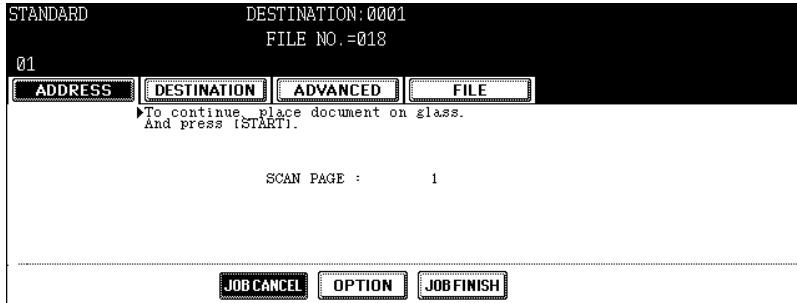 STANDARD DESTINATION:0001
FILE NO.=018
01
ADDRESS DESTINATION ADVANCED FILE
To continue, place document on glass.
And press [START].
SCAN PAGE : 1
JOB CANCEL OPTION JOB FINISH